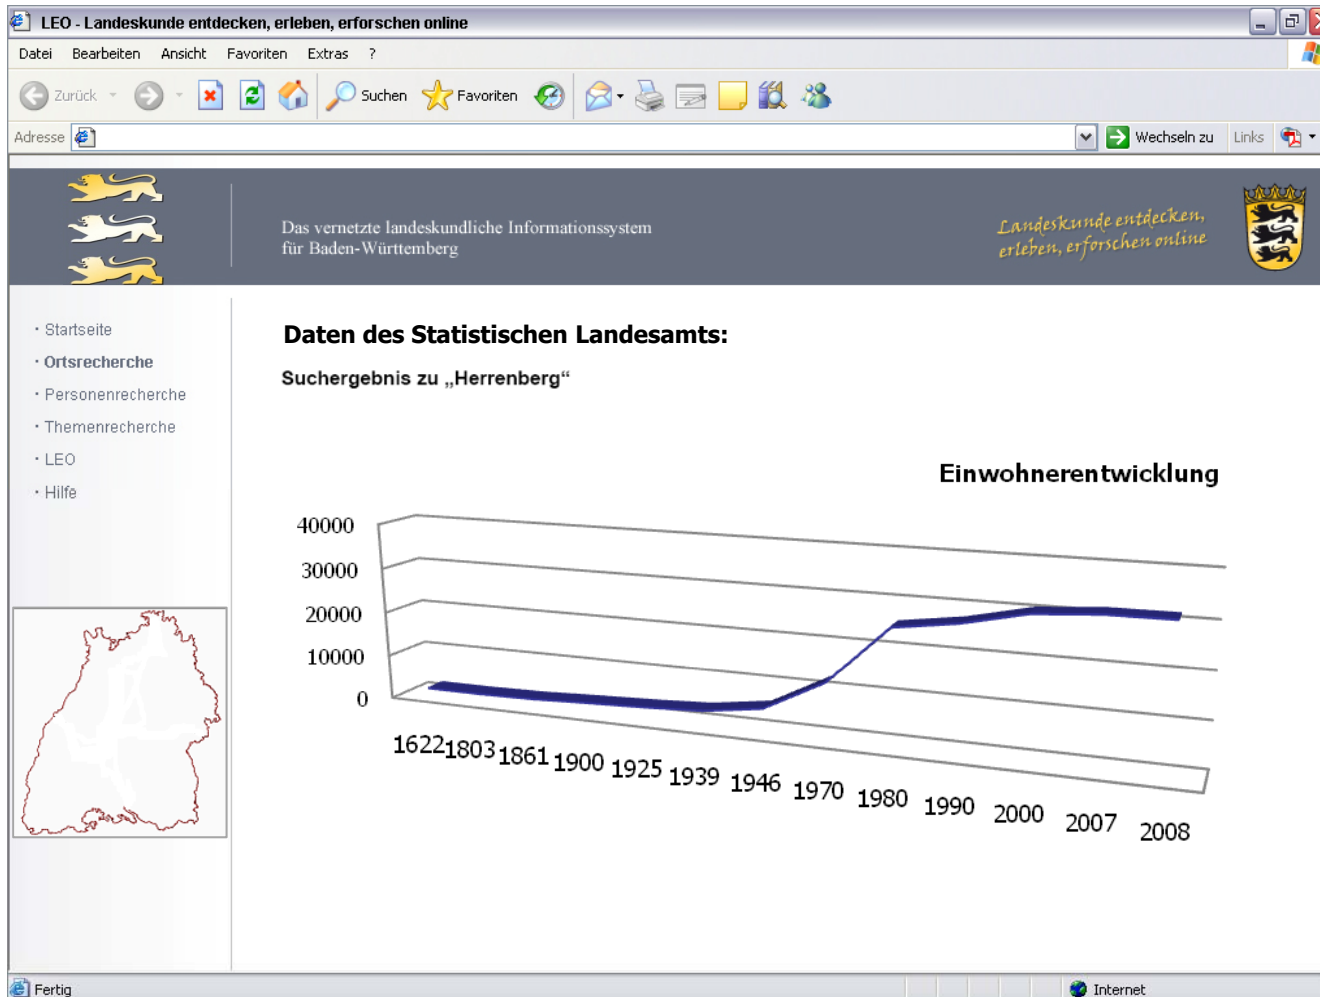 LEO - Landeskunde entdecken, erleben, erforschen online
Datei Bearbeiten Ansicht Favoriten Extras ?
Zurück Suchen Favoriten
Adresse Wechseln zu Links
Das vernetzte landeskundliche Informationssystem
für Baden-Württemberg
Landeskunde entdecken,
erleben, erforschen online
· Startseite
· Ortsrecherche
· Personenrecherche
· Themenrecherche
· LEO
· Hilfe
Daten des Statistischen Landesamts:
Suchergebnis zu „Herrenberg“
Einwohnerentwicklung
40000
30000
20000
10000
0
1622 1803 1861 1900 1925 1939 1946 1970 1980 1990 2000 2007 2008
Fertig Internet